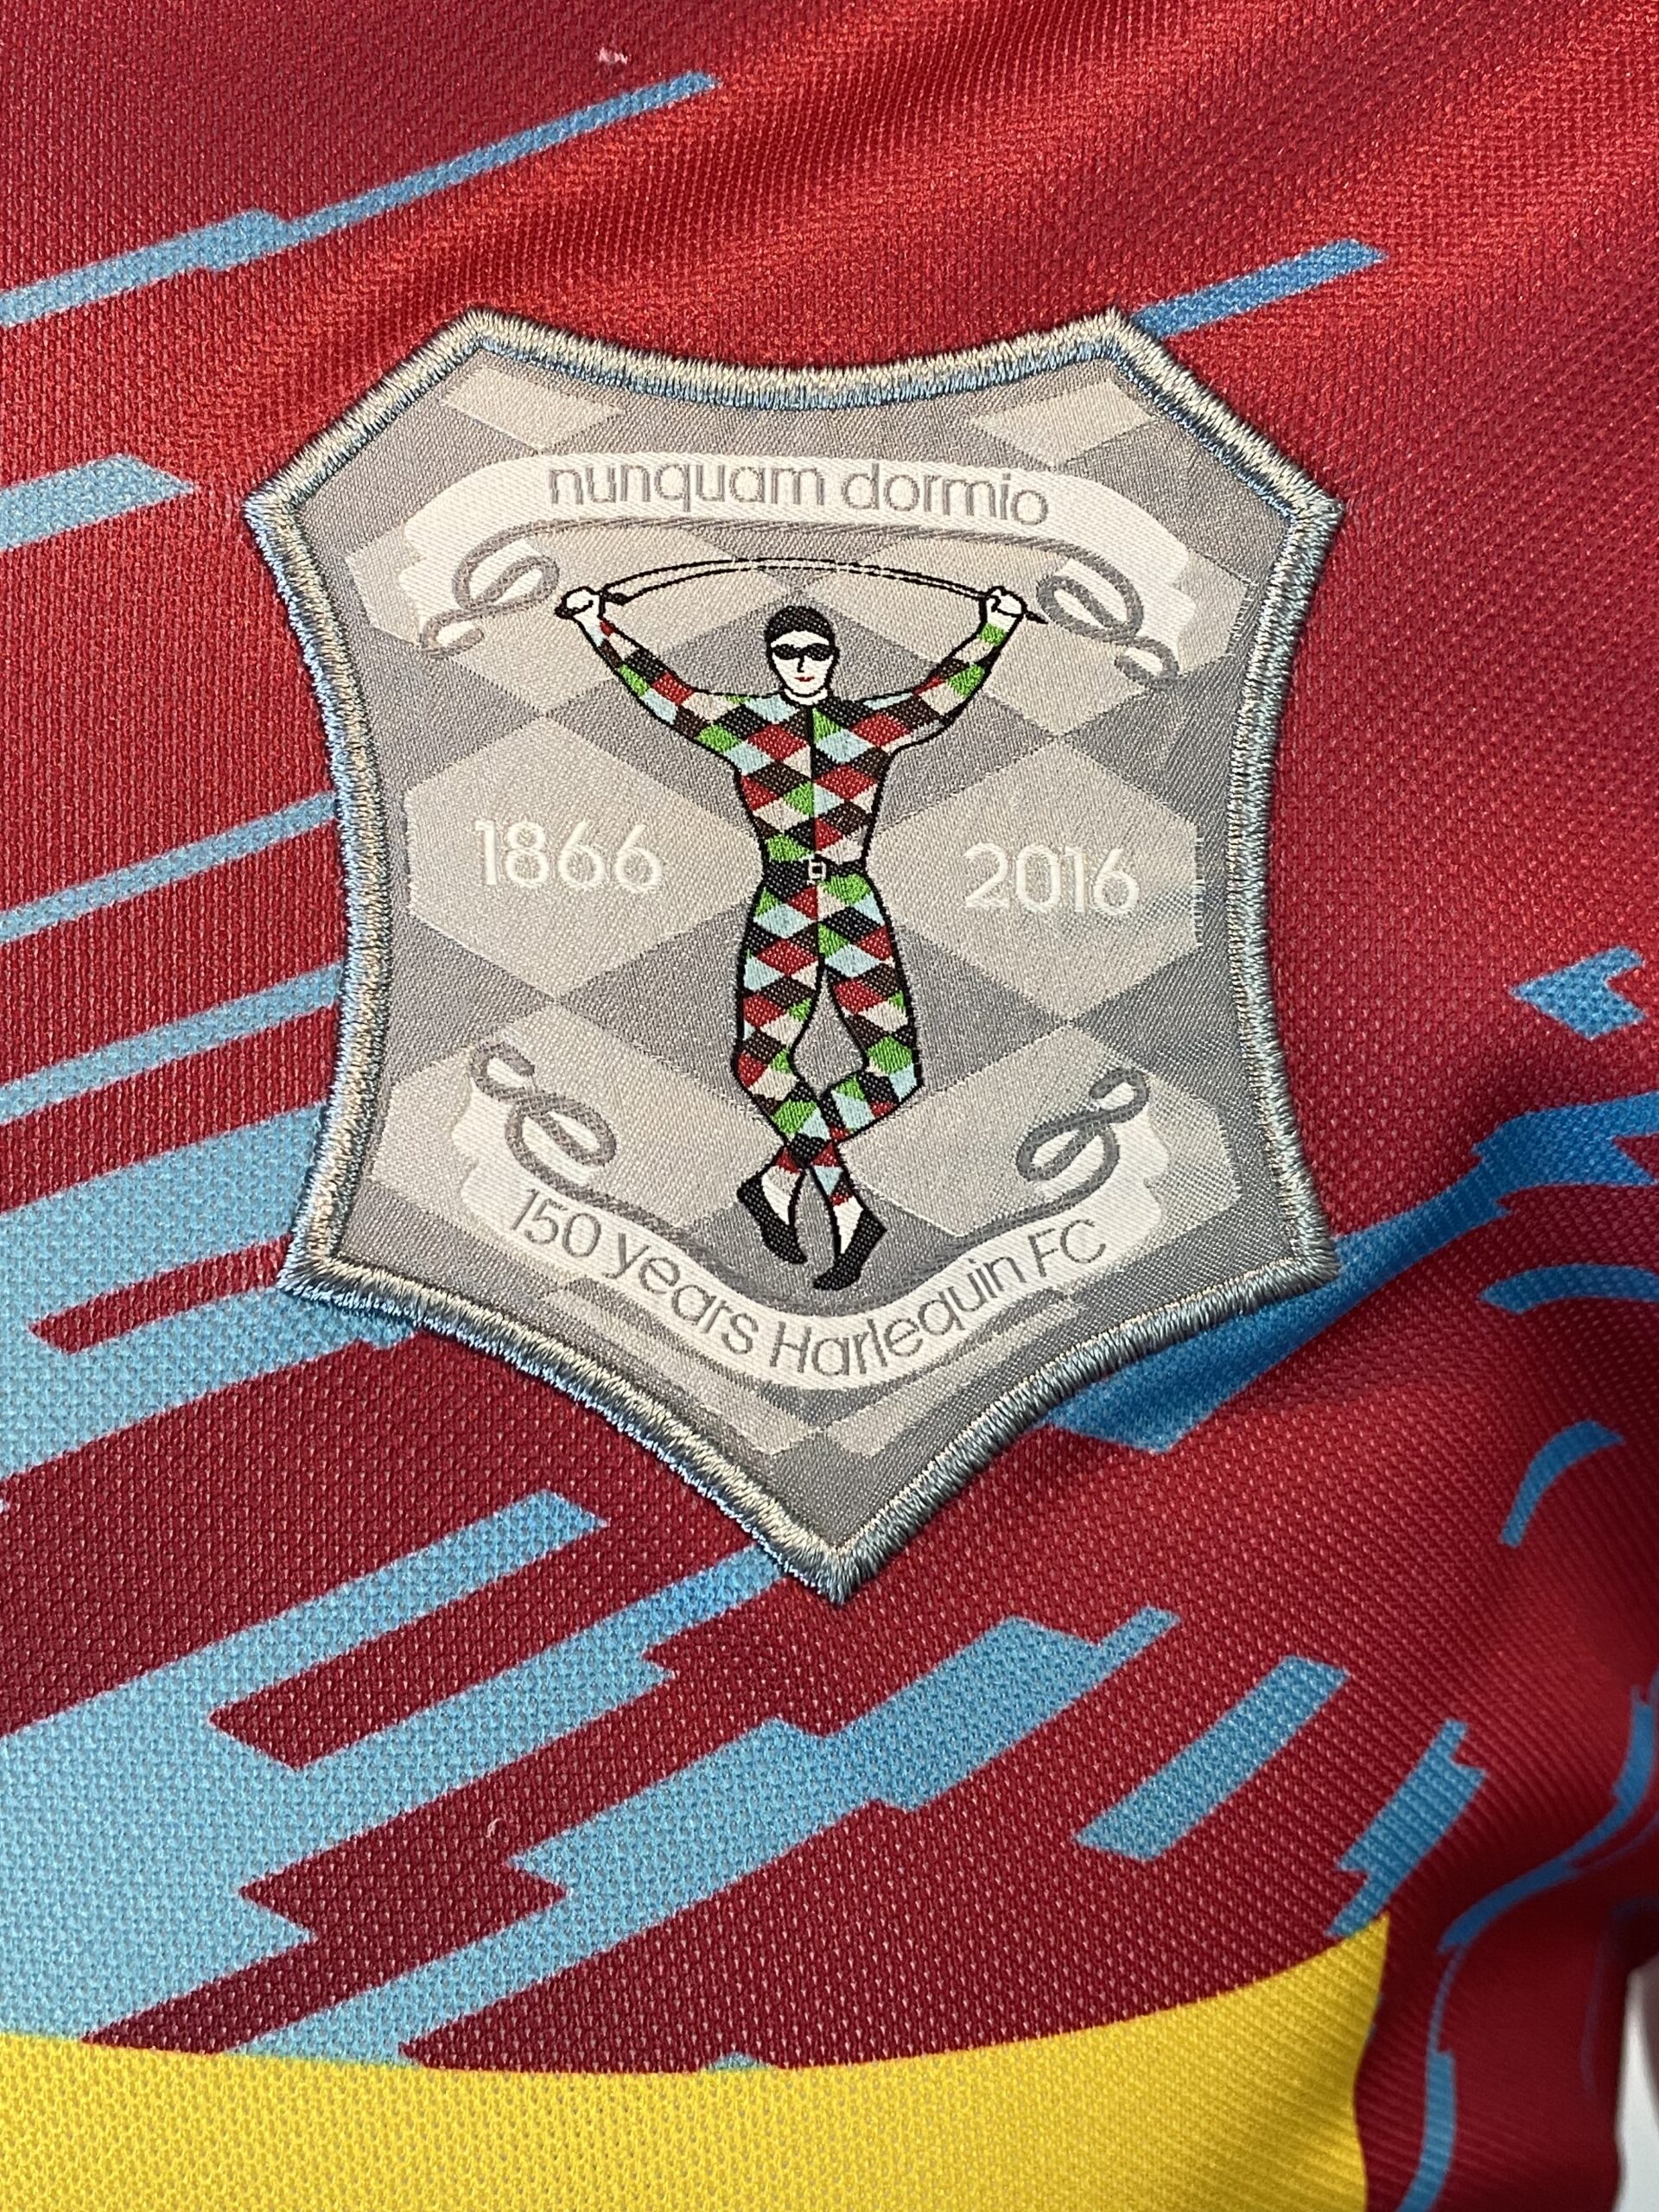 nunquam dormio
1866
2016
150 years Harlequin FC